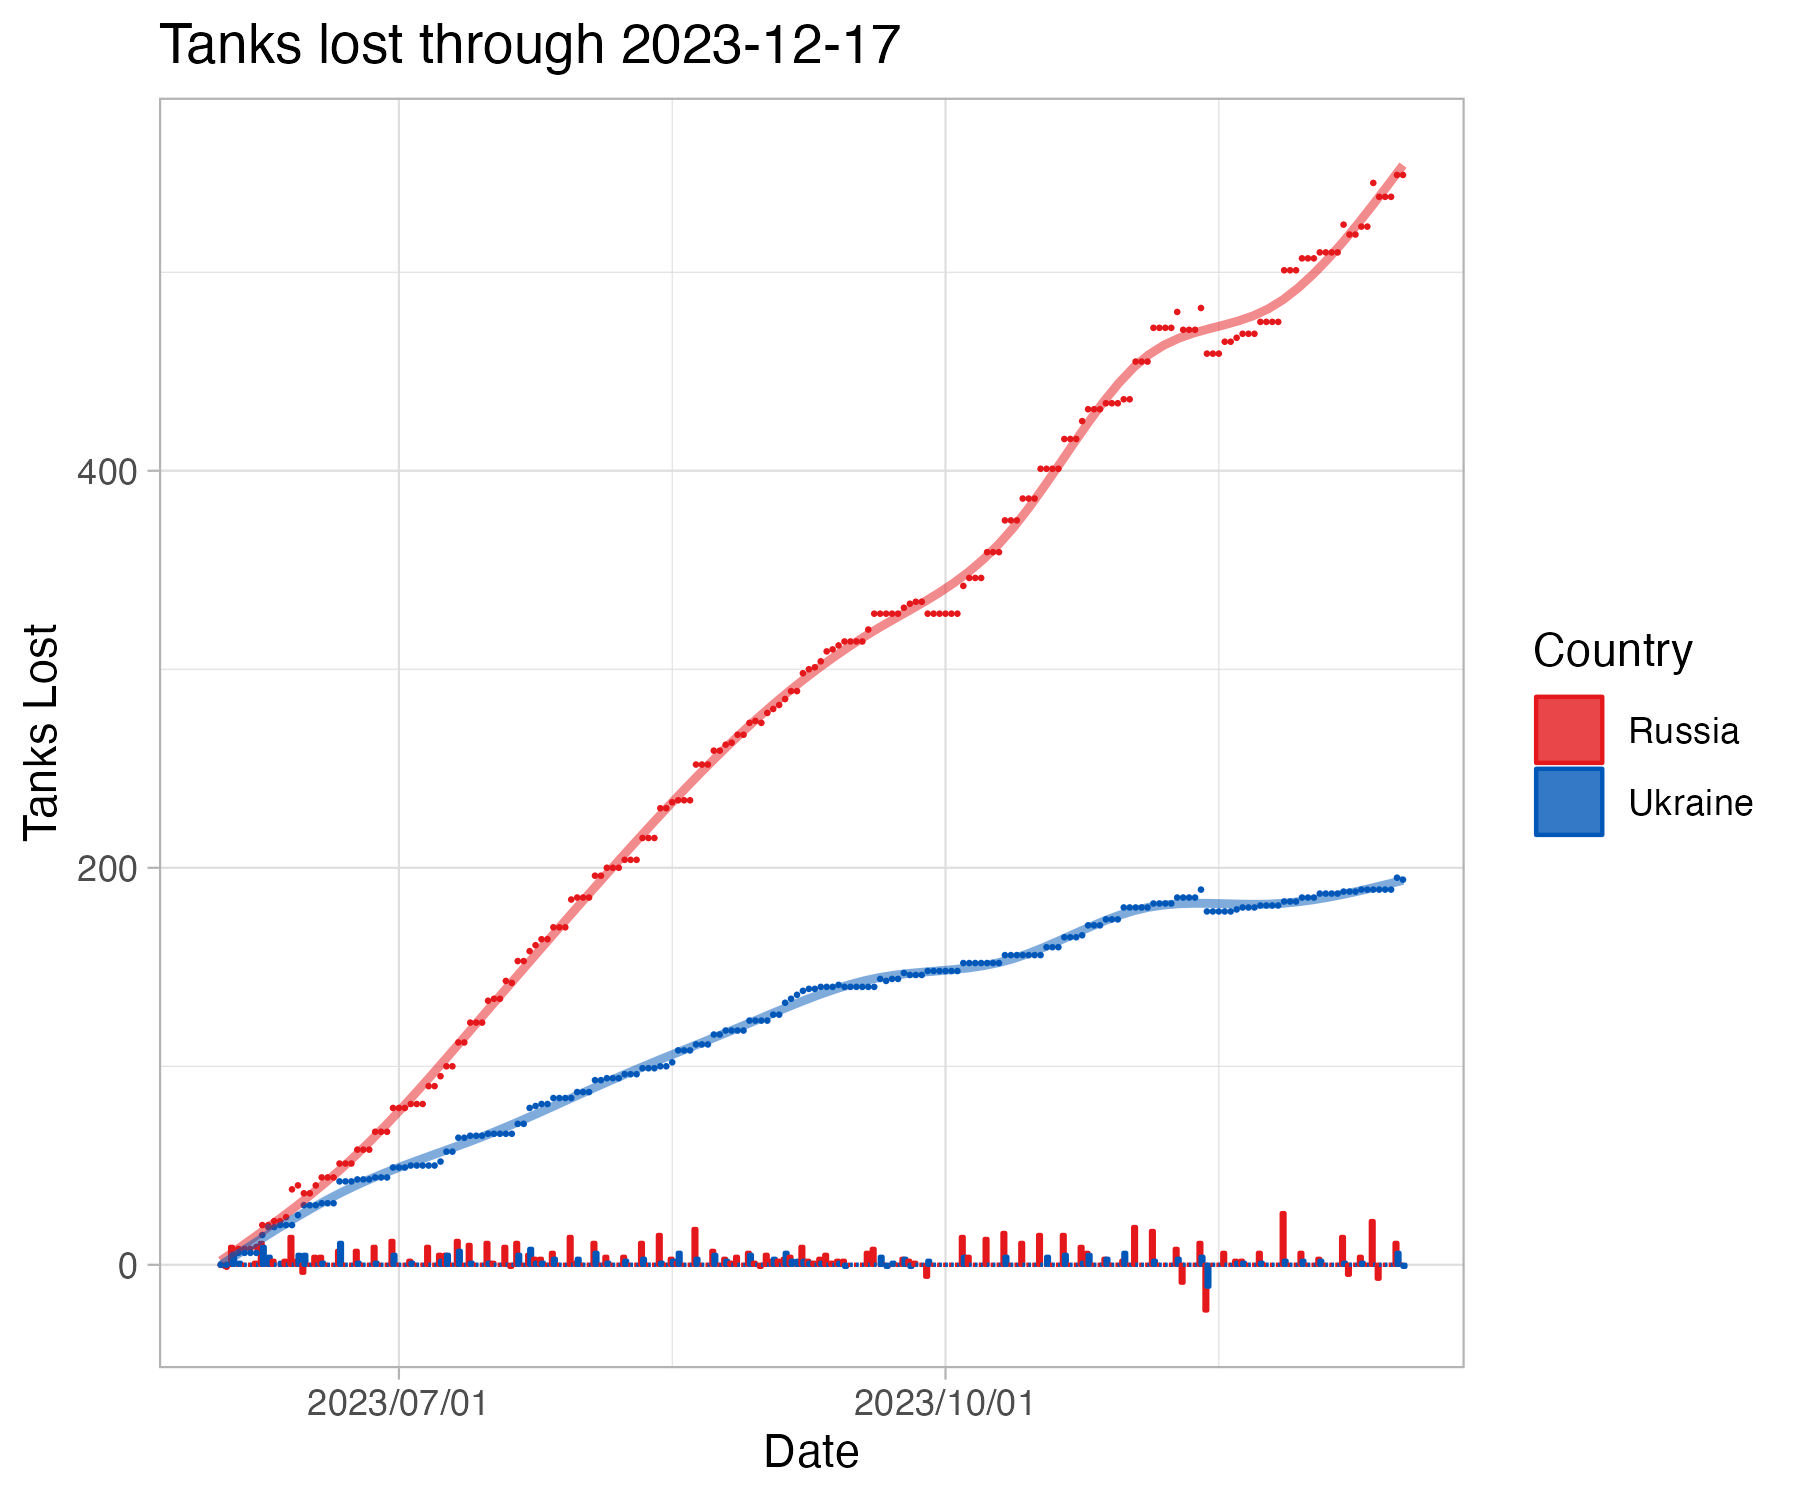 Tanks lost through 2023-12-17
Tanks Lost
400
200
0
2023/07/01
2023/10/01
Date
Country
Russia
Ukraine